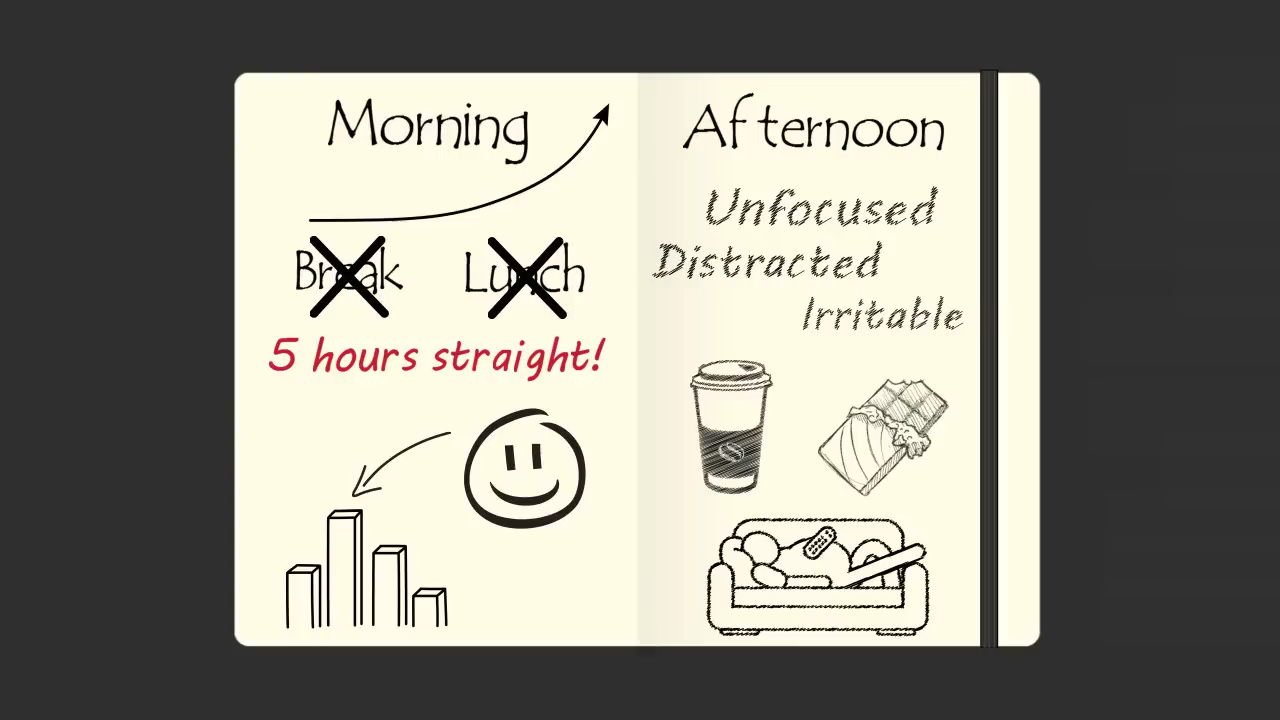 Morning
Break Lunch
5 hours straight!
Afternoon
Unfocused
Distracted
Irritable